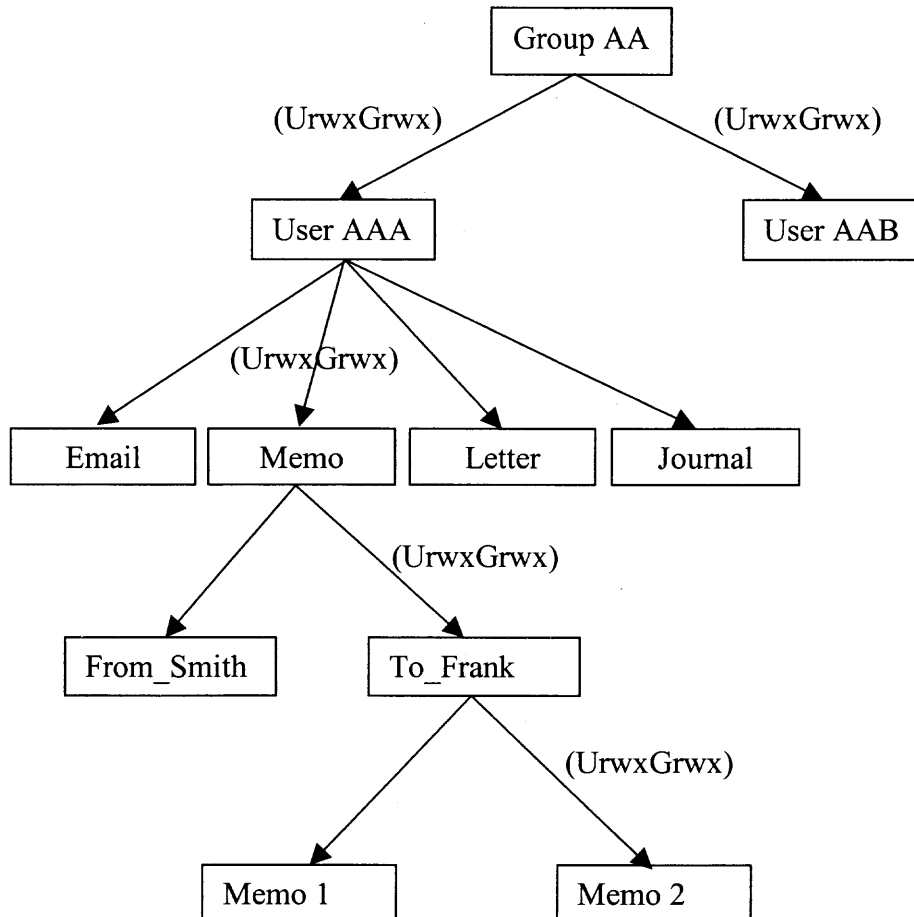 Group AA
(UrwxGrwx)
(UrwxGrwx)
User AAA
User AAB
(UrwxGrwx)
Email
Memo
Letter
Journal
(UrwxGrwx)
From_Smith
To_Frank
(UrwxGrwx)
Memo 1
Memo 2